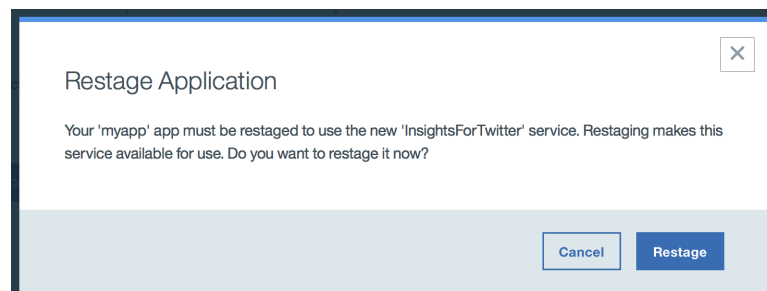 Restage Application
Your 'myapp' app must be restaged to use the new 'InsightsForTwitter' service. Restaging makes this
service available for use. Do you want to restage it now?
Cancel Restage